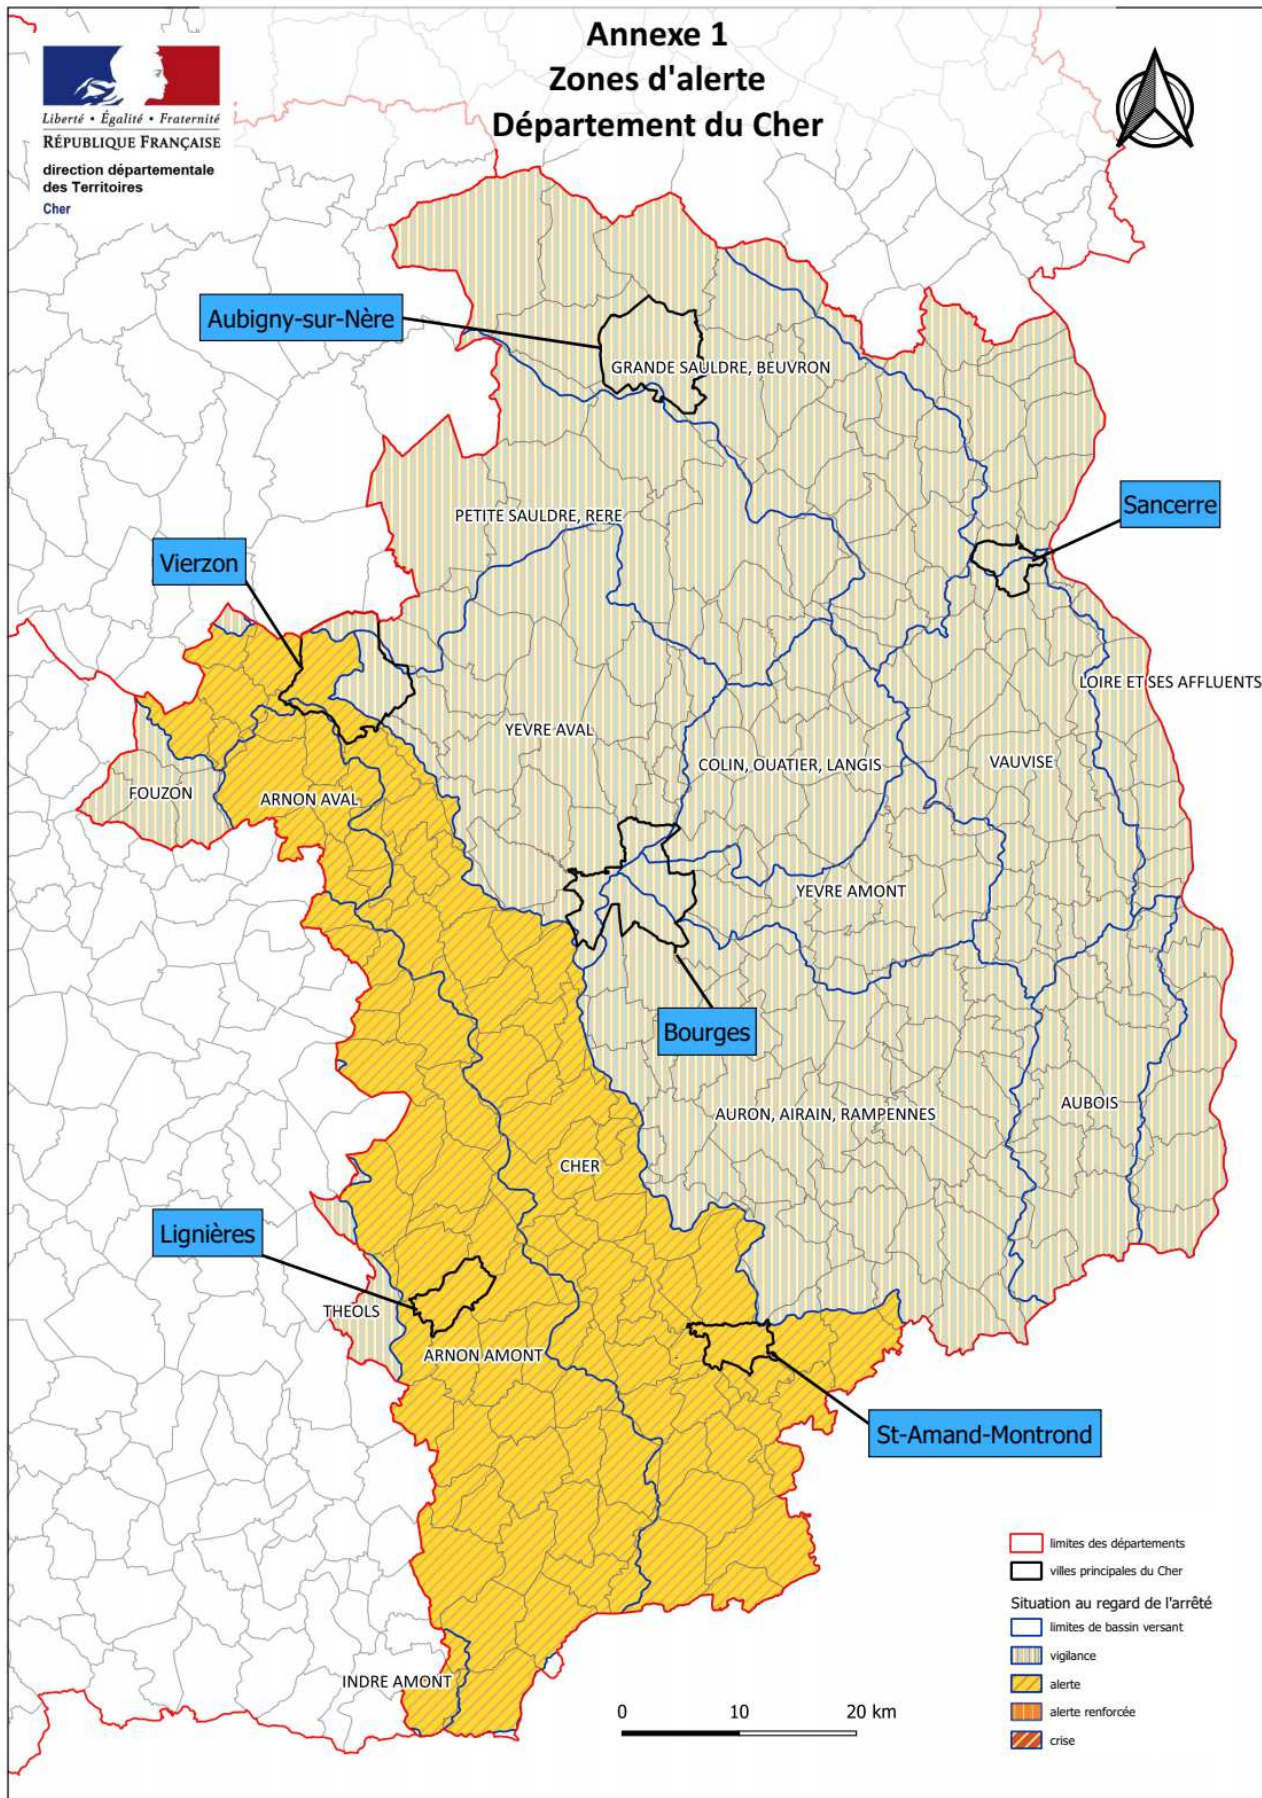 Annexe 1
Zones d'alerte
Département du Cher
Liberté • Égalité • Fraternité
RÉPUBLIQUE FRANÇAISE
direction départementale
des Territoires
Cher
Aubigny-sur-Nère
GRANDE SAULDRE, BEUVRON
Sancerre
PETITE SAULDRE, RERE
Vierzon
LOIRE ET SES AFFLUENTS
YEVRE AVAL
COLIN, OUATIER, LANGIS
VAUVISE
FOUZON
ARNON AVAL
YEVRE AMONT
Bourges
AURON, AIRAIN, RAMPENNES
AUBOIS
CHER
Lignières
THEOLS
ARNON AMONT
St-Amand-Montrond
INDRE AMONT
limites des départements
villes principales du Cher
Situation au regard de l'arrêté
limites de bassin versant
vigilance
alerte
alerte renforcée
crise
0 10 20 km